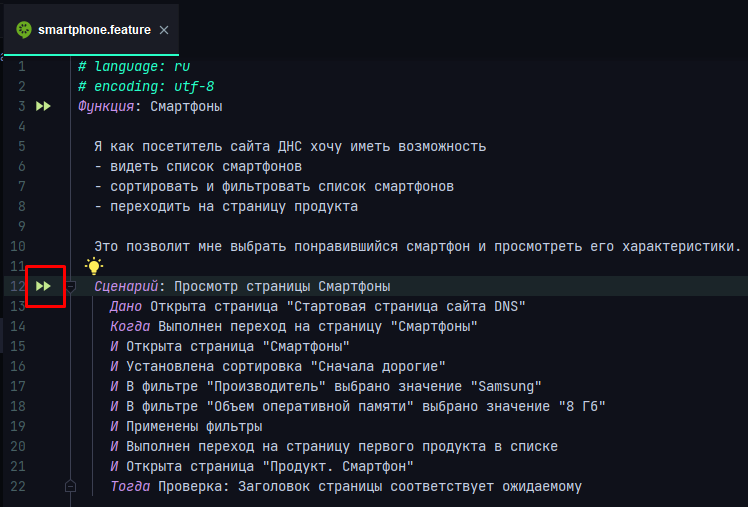 smartphone.feature
1 # language: ru
2 # encoding: utf-8
3 Функция: Смартфоны
4
5 Я как посетитель сайта ДНС хочу иметь возможность
6 - видеть список смартфонов
7 - сортировать и фильтровать список смартфонов
8 - переходить на страницу продукта
9
10 Это позволит мне выбрать понравившийся смартфон и просмотреть его характеристики.
11
12 Сценарий: Просмотр страницы Смартфоны
13 Дано Открыта страница "Стартовая страница сайта DNS"
14 Когда Выполнен переход на страницу "Смартфоны"
15 И Открыта страница "Смартфоны"
16 И Установлена сортировка "Сначала дорогие"
17 И В фильтре "Производитель" выбрано значение "Samsung"
18 И В фильтре "Объем оперативной памяти" выбрано значение "8 Гб"
19 И Применены фильтры
20 И Выполнен переход на страницу первого продукта в списке
21 И Открыта страница "Продукт. Смартфон"
22 Тогда Проверка: Заголовок страницы соответствует ожидаемому